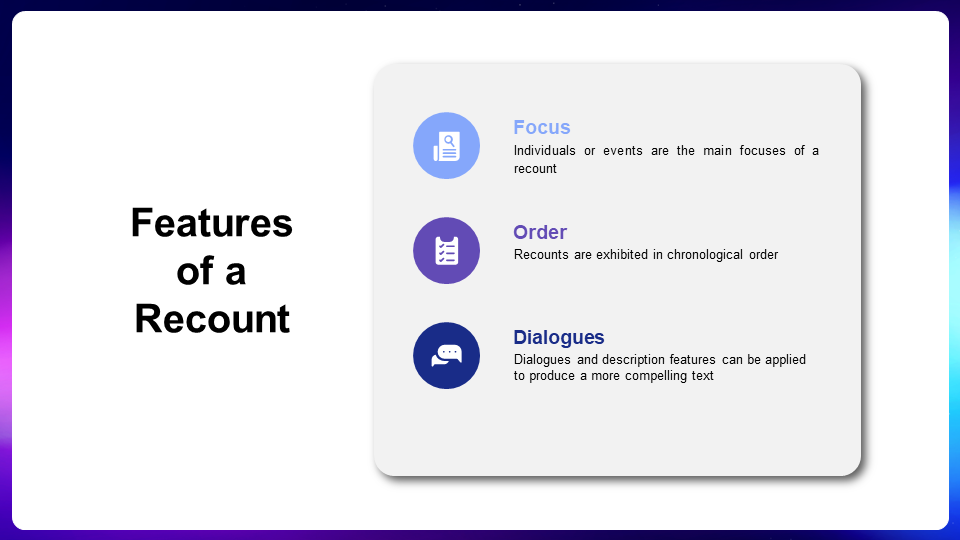 Features
of a
Recount
Focus
Individuals or events are the main focuses of a
recount
Order
Recounts are exhibited in chronological order
Dialogues
Dialogues and description features can be applied
to produce a more compelling text